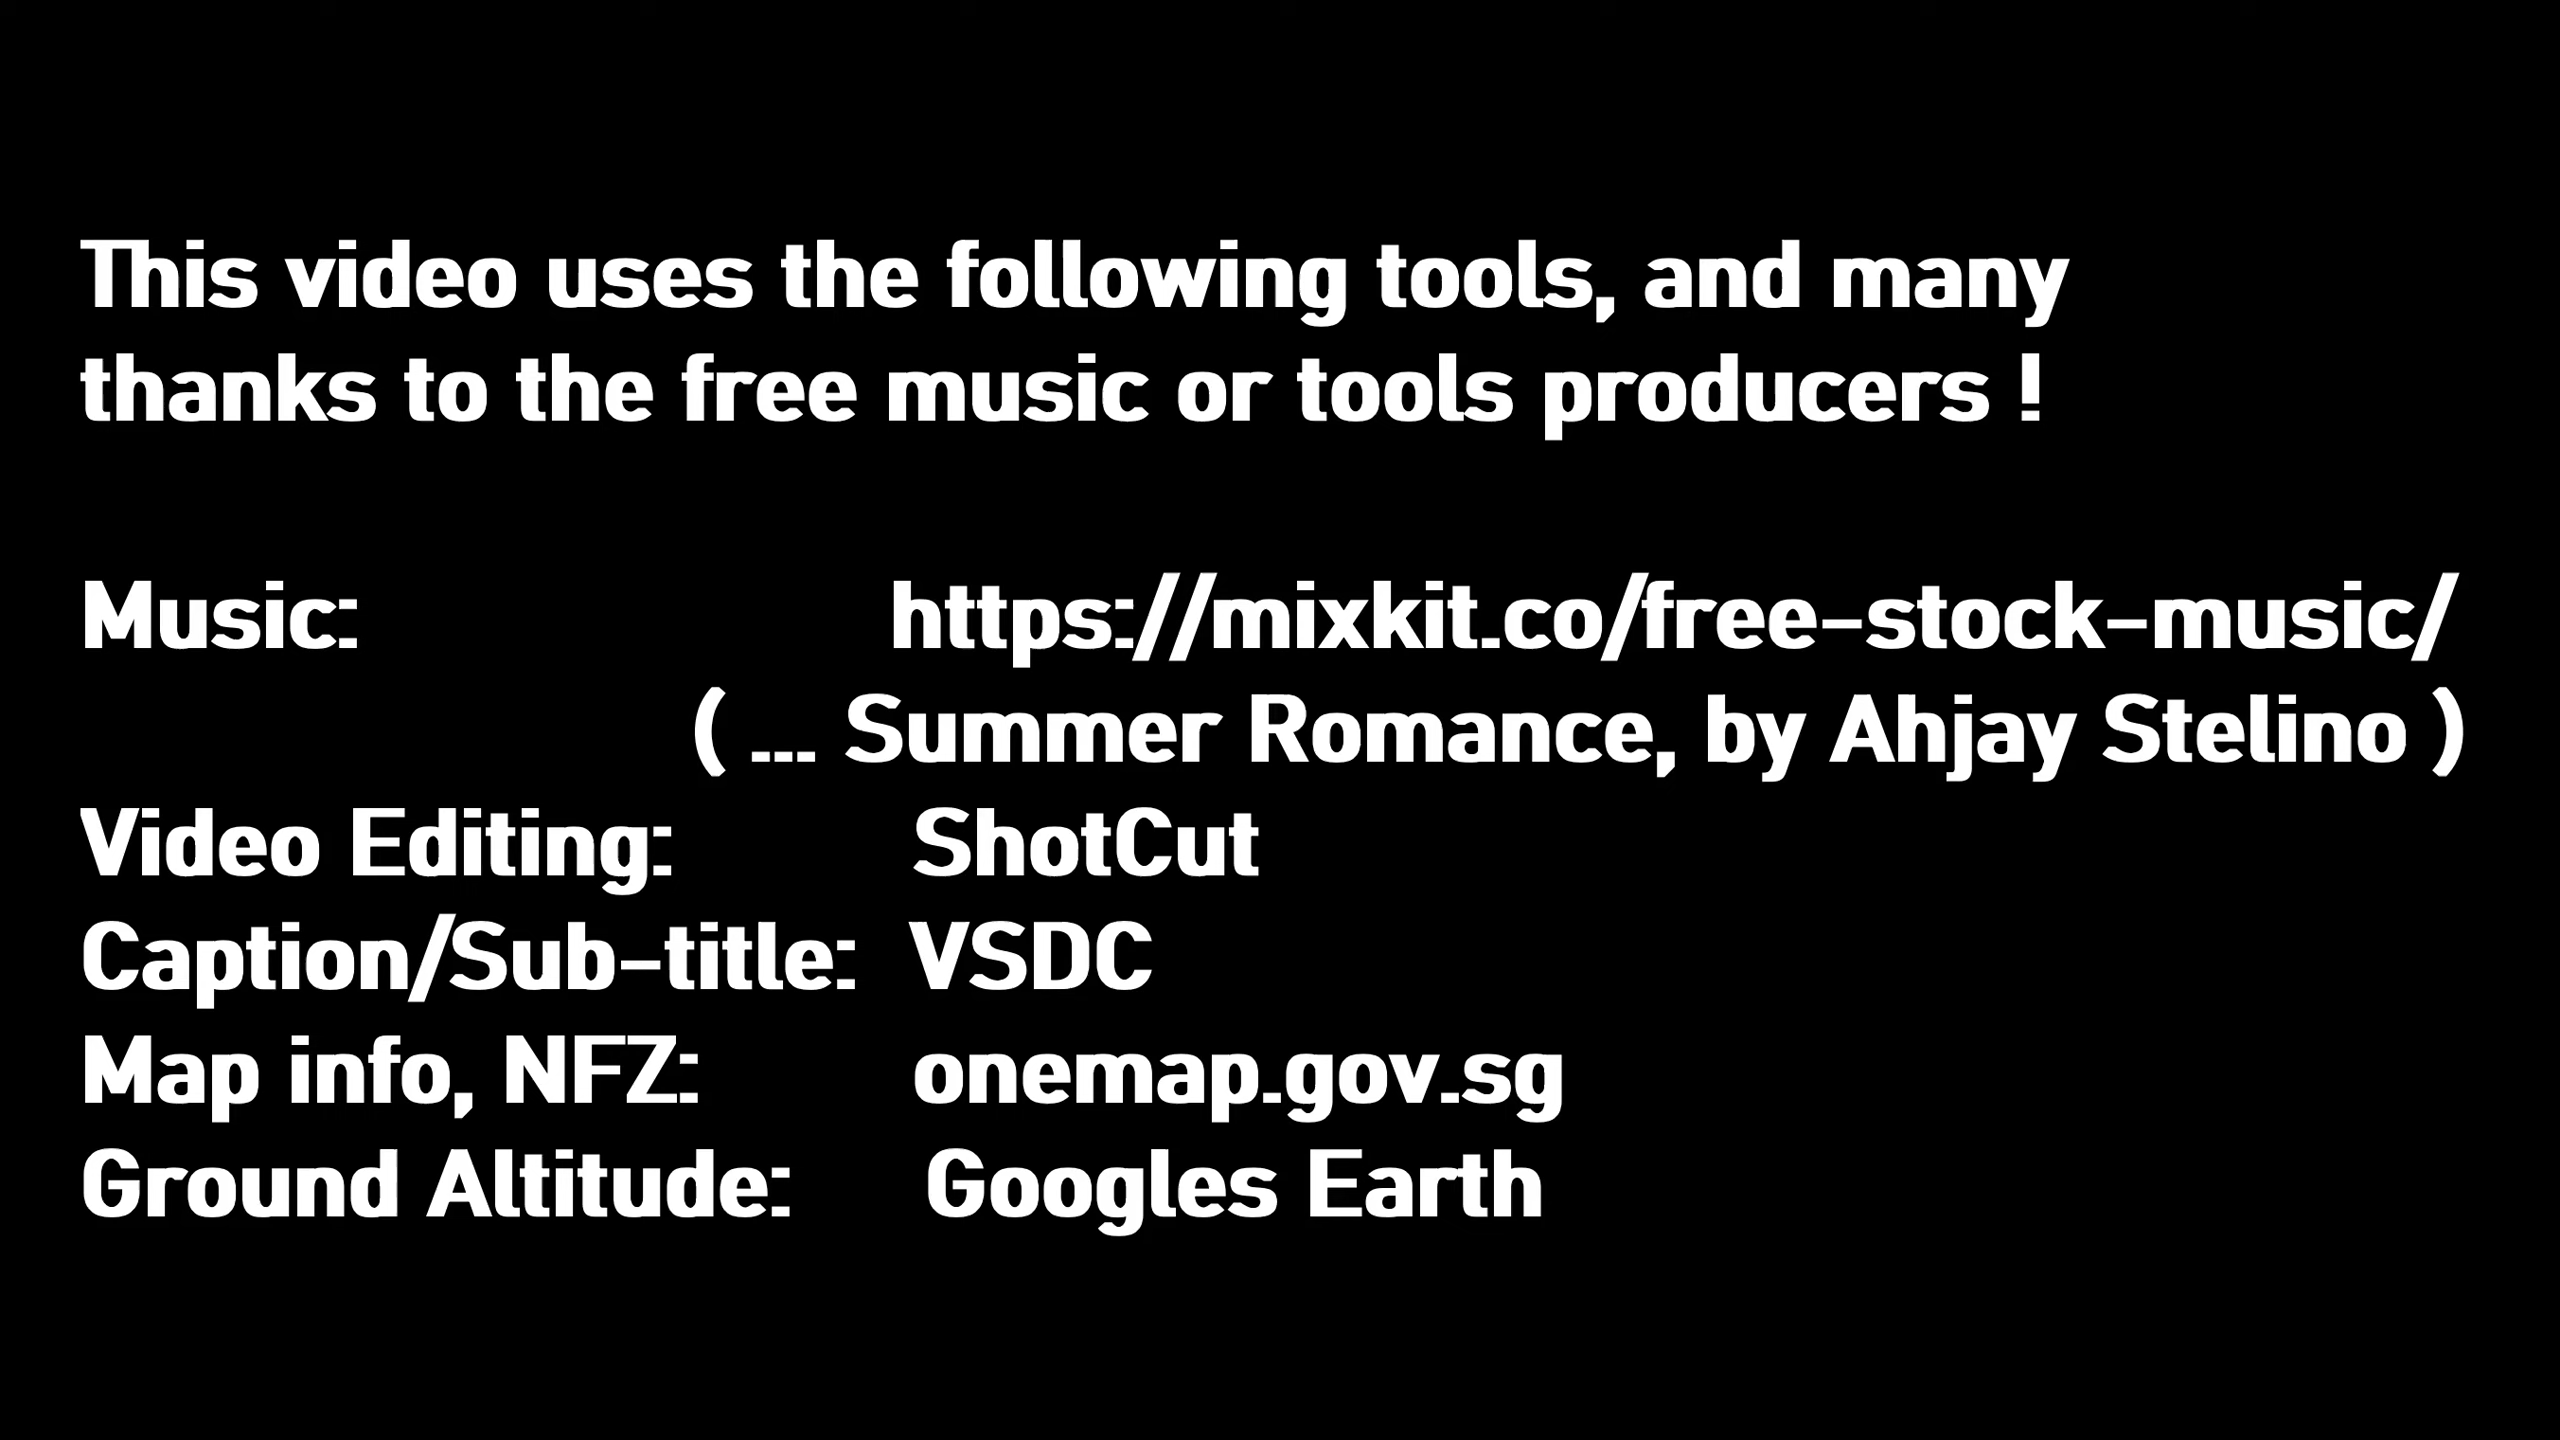 This video uses the following tools, and many
thanks to the free music or tools producers !
Music: https://mixkit.co/free-stock-music/
( ... Summer Romance, by Ahjay Stelino )
Video Editing: ShotCut
Caption/Sub-title: VSDC
Map info, NFZ: onemap.gov.sg
Ground Altitude: Googles Earth